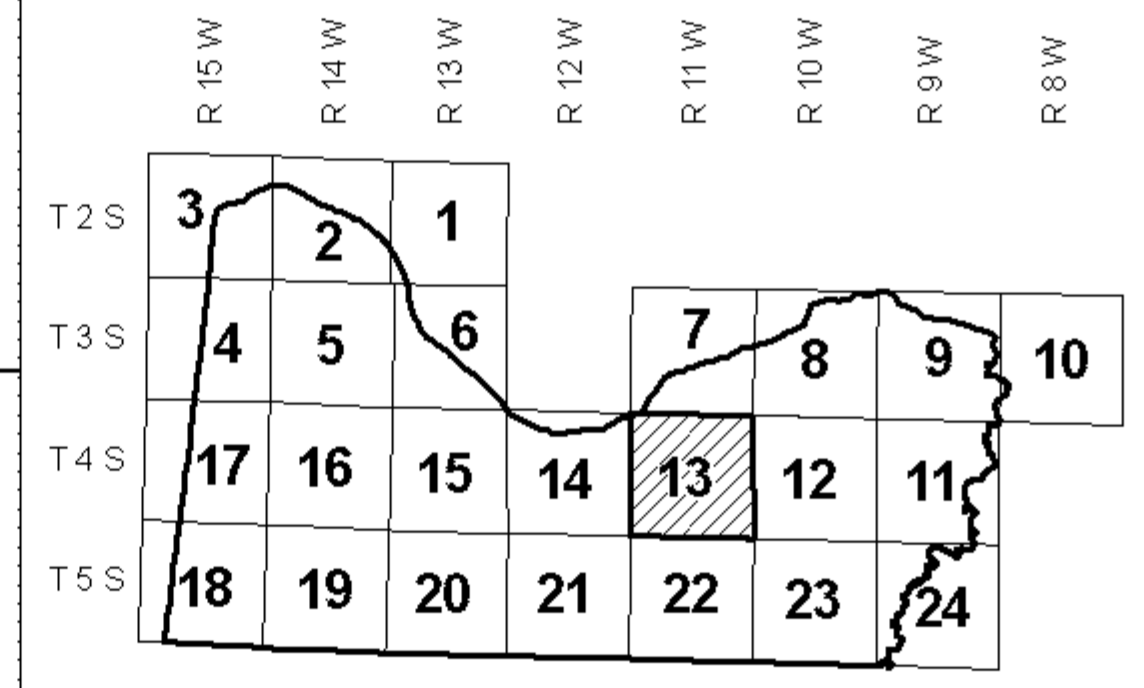 R 15 W R 14 W R 13 W R 12 W R 11 W R 10 W R 9 W R 8 W
T 2 S 3 2 1
T 3 S 4 5 6 7 8 9 10
T 4 S 17 16 15 14 13 12 11
T 5 S 18 19 20 21 22 23 24